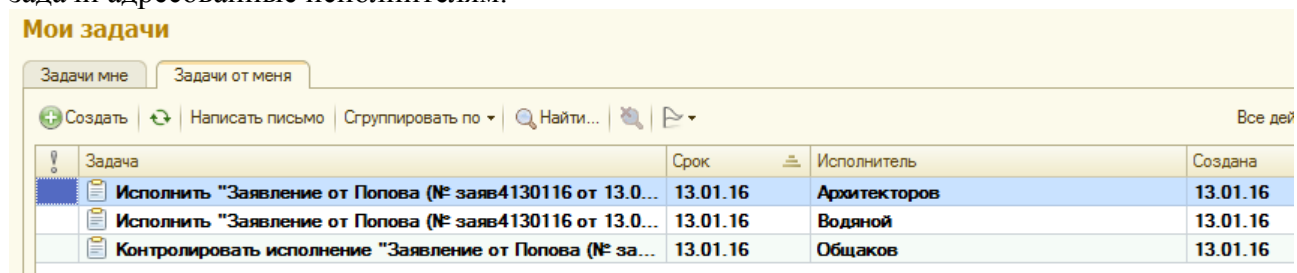 задачи адресованные исполнителям.
Мои задачи
Задачи мне Задачи от меня
Создать Написать письмо Сгруппировать по Найти... Все дей
Задача Срок Исполнитель Создана
Исполнить "Заявление от Попова (№ заяв4130116 от 13.0... 13.01.16 Архитекторов 13.01.16
Исполнить "Заявление от Попова (№ заяв4130116 от 13.0... 13.01.16 Водяной 13.01.16
Контролировать исполнение "Заявление от Попова (№ за... 13.01.16 Общаков 13.01.16